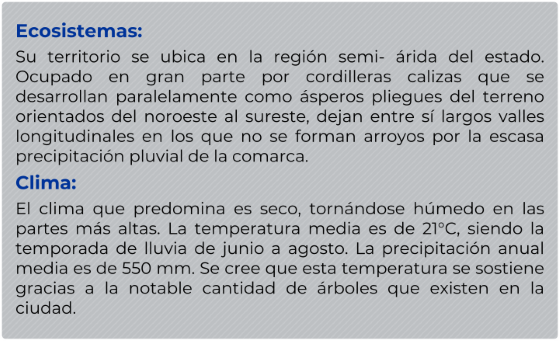 Ecosistemas:
Su territorio se ubica en la región semi- árida del estado.
Ocupado en gran parte por cordilleras calizas que se
desarrollan paralelamente como ásperos pliegues del terreno
orientados del noroeste al sureste, dejan entre sí largos valles
longitudinales en los que no se forman arroyos por la escasa
precipitación pluvial de la comarca.
Clima:
El clima que predomina es seco, tornándose húmedo en las
partes más altas. La temperatura media es de 21°C, siendo la
temporada de lluvia de junio a agosto. La precipitación anual
media es de 550 mm. Se cree que esta temperatura se sostiene
gracias a la notable cantidad de árboles que existen en la
ciudad.